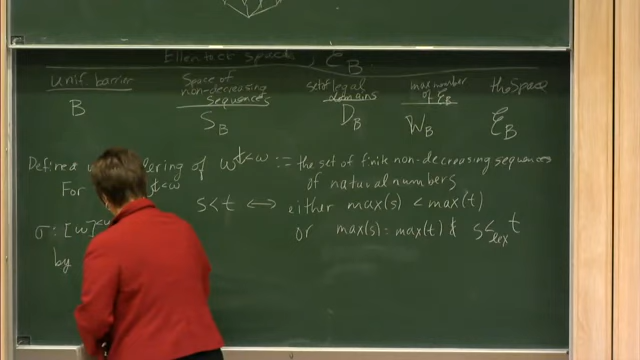 Ellentuck space, ℰ_B
unif. barrier Space of non-decreasing sequences set of legal domains max number of ℰ_B the space
B S_B D_B W_B ℰ_B
Define a ordering of ω^{↓<ω} := the set of finite non-decreasing sequences
of natural numbers
For ↓<ω
s < t ⟺ either max(s) < max(t)
or max(s) = max(t) & s <_lex t
σ: [ω]^{<ω}
by